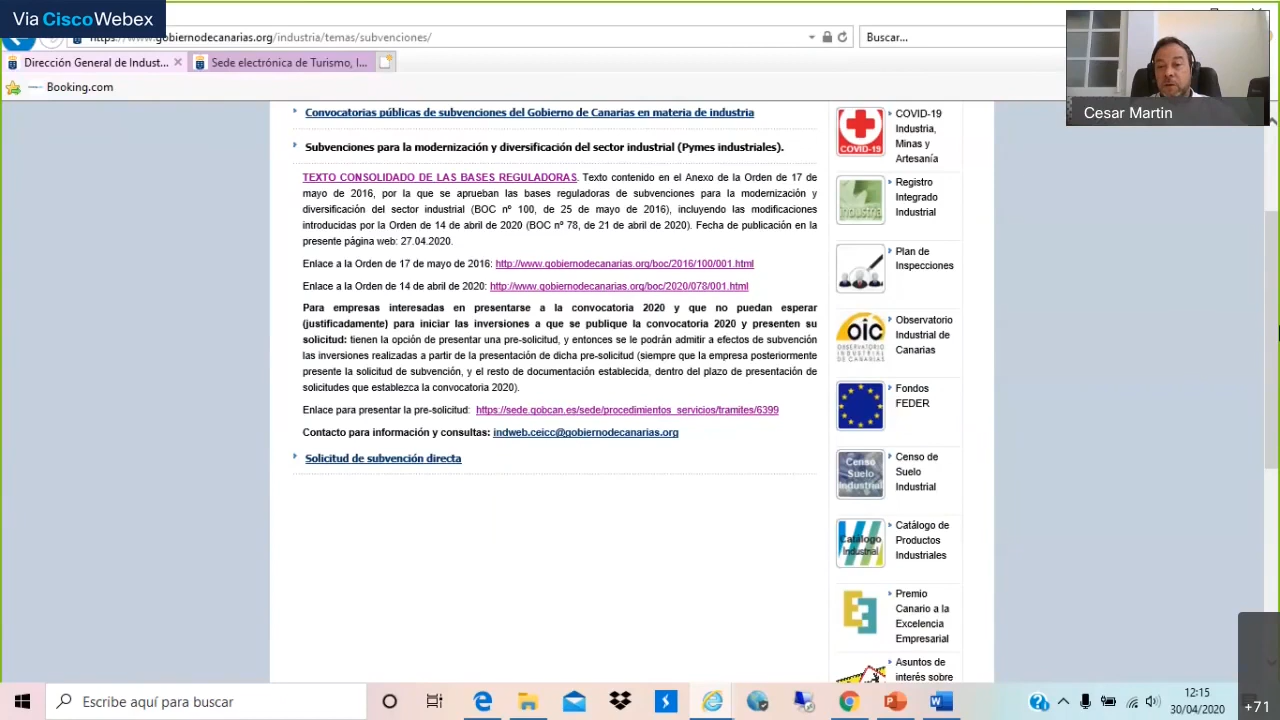 Via Cisco Webex
https://www.gobiernodecanarias.org/industria/temas/subvenciones/
Buscar...
Dirección General de Indust...
Sede electrónica de Turismo, I...
Booking.com
Cesar Martin
Convocatorias públicas de subvenciones del Gobierno de Canarias en materia de industria
Subvenciones para la modernización y diversificación del sector industrial (Pymes industriales).
TEXTO CONSOLIDADO DE LAS BASES REGULADORAS. Texto contenido en el Anexo de la Orden de 17 de
mayo de 2016, por la que se aprueban las bases reguladoras de subvenciones para la modernización y
diversificación del sector industrial (BOC nº 100, de 25 de mayo de 2016), incluyendo las modificaciones
introducidas por la Orden de 14 de abril de 2020 (BOC nº 78, de 21 de abril de 2020). Fecha de publicación en la
presente página web: 27.04.2020.
Enlace a la Orden de 17 de mayo de 2016: http://www.gobiernodecanarias.org/boc/2016/100/001.html
Enlace a la Orden de 14 de abril de 2020: http://www.gobiernodecanarias.org/boc/2020/078/001.html
Para empresas interesadas en presentarse a la convocatoria 2020 y que no puedan esperar
(justificadamente) para iniciar las inversiones a que se publique la convocatoria 2020 y presenten su
solicitud: tienen la opción de presentar una pre-solicitud, y entonces se le podrán admitir a efectos de subvención
las inversiones realizadas a partir de la presentación de dicha pre-solicitud (siempre que la empresa posteriormente
presente la solicitud de subvención, y el resto de documentación establecida, dentro del plazo de presentación de
solicitudes que establezca la convocatoria 2020).
Enlace para presentar la pre-solicitud: https://sede.gobcan.es/sede/procedimientos_servicios/tramites/6399
Contacto para información y consultas: indweb.ceicc@gobiernodecanarias.org
Solicitud de subvención directa
COVID-19
COVID-19
Industria,
Minas y
Artesanía
industria
Registro
Integrado
Industrial
Plan de
Inspecciones
oic
OBSERVATORIO
INDUSTRIAL DE
CANARIAS
Observatorio
Industrial de
Canarias
Fondos
FEDER
Censo
Suelo
Industrial
Censo de
Suelo
Industrial
Catálogo
Industrial
Catálogo de
Productos
Industriales
Premio
Canario a la
Excelencia
Empresarial
Asuntos de
interés sobre
Escribe aquí para buscar
12:15
30/04/2020
+71